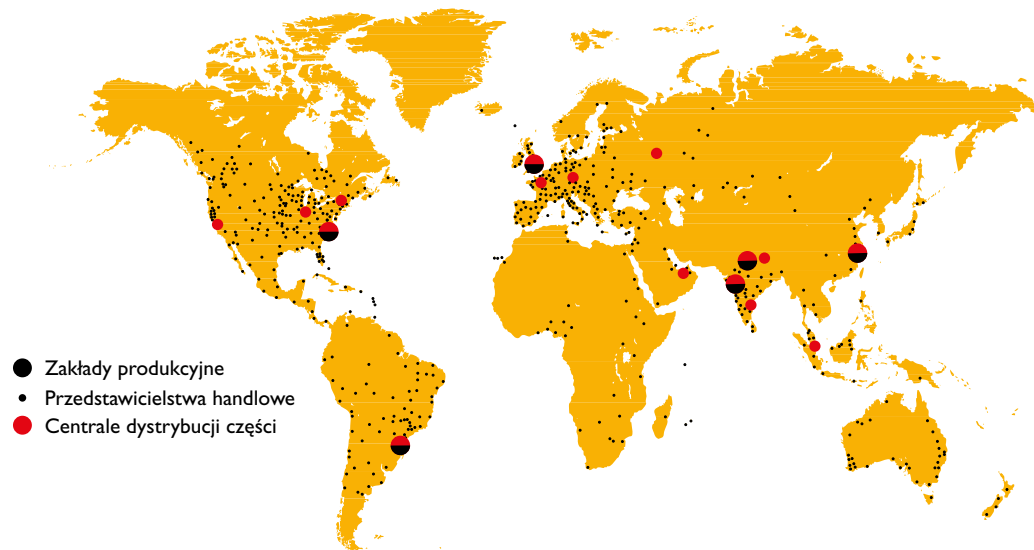 Zakłady produkcyjne
Przedstawicielstwa handlowe
Centrale dystrybucji części